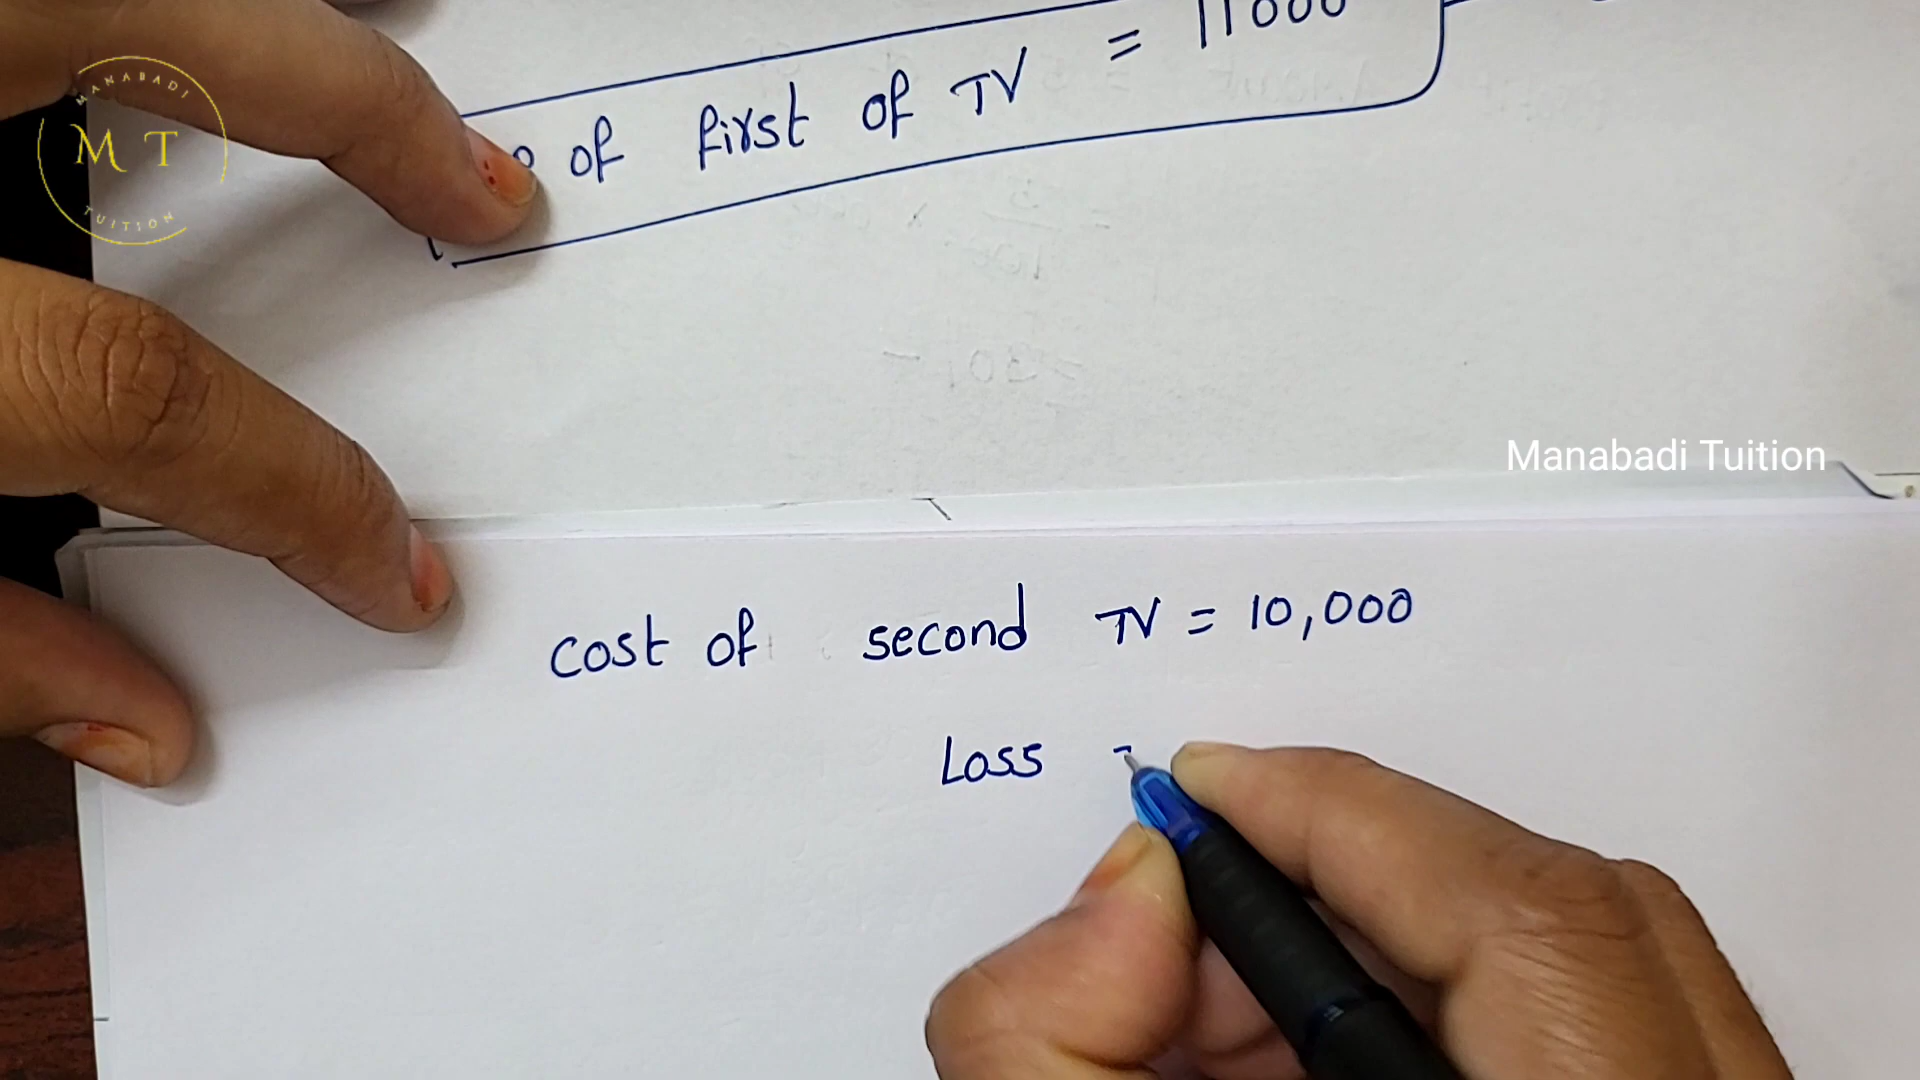 MANABADI
M T
TUITION
of first of TV = 11000
Manabadi Tuition
cost of second TV = 10,000
Loss =